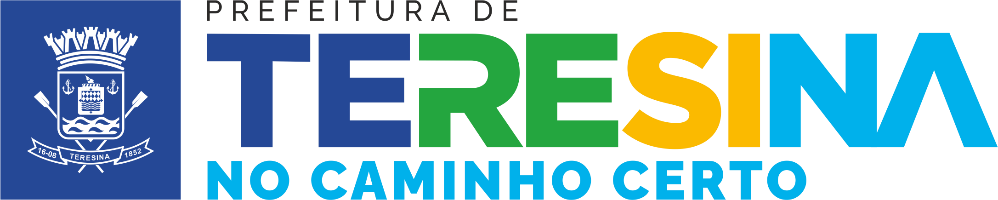 PREFEITURA DE
TERESINA
NO CAMINHO CERTO
16-08 TERESINA 1852